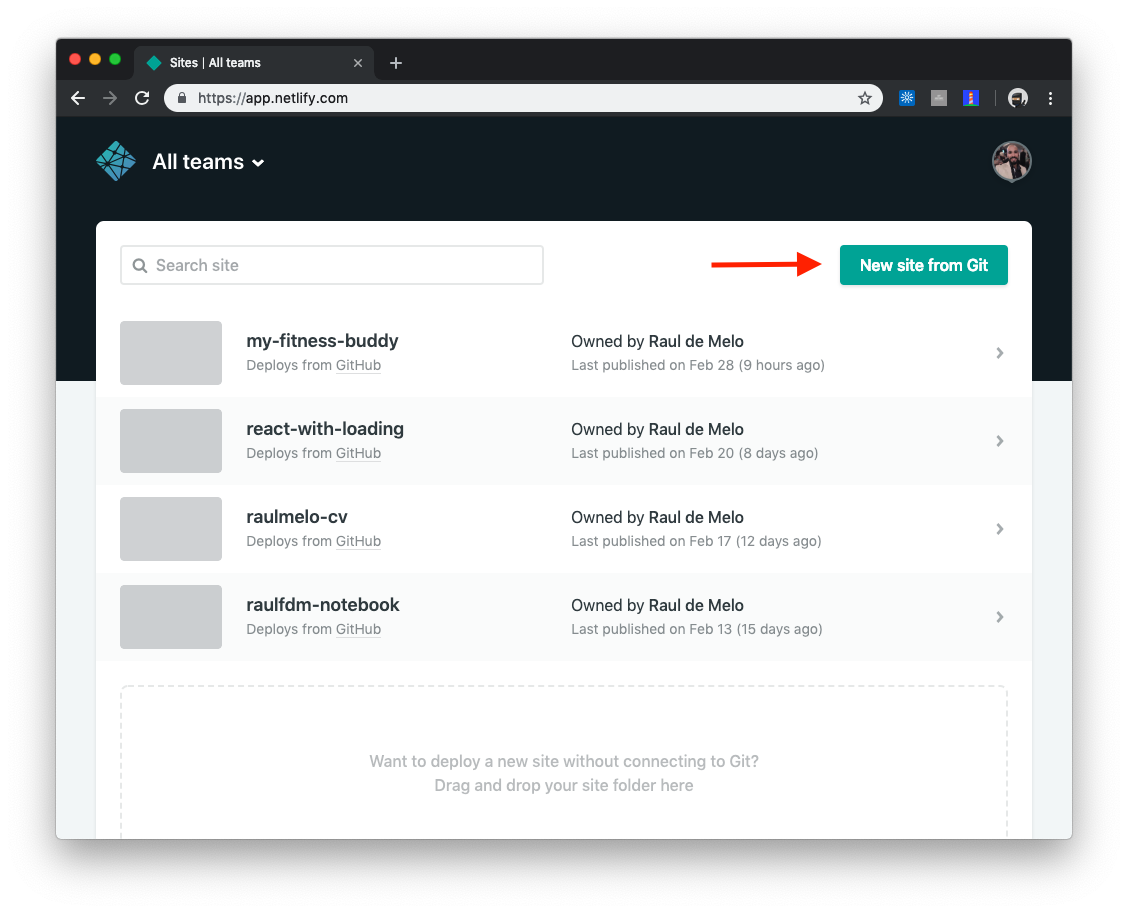 Sites | All teams
https://app.netlify.com
All teams
Search site
New site from Git
my-fitness-buddy
Deploys from GitHub
Owned by Raul de Melo
Last published on Feb 28 (9 hours ago)
react-with-loading
Deploys from GitHub
Owned by Raul de Melo
Last published on Feb 20 (8 days ago)
raulmelo-cv
Deploys from GitHub
Owned by Raul de Melo
Last published on Feb 17 (12 days ago)
raulfdm-notebook
Deploys from GitHub
Owned by Raul de Melo
Last published on Feb 13 (15 days ago)
Want to deploy a new site without connecting to Git?
Drag and drop your site folder here